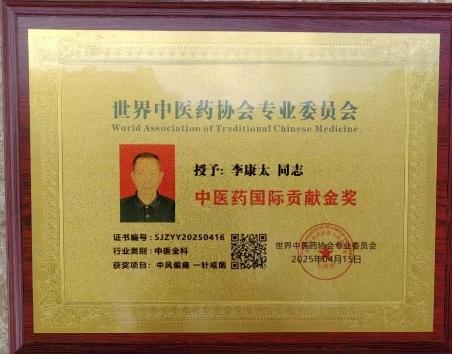 世界中医药协会专业委员会
World Association of Traditional Chinese Medicine
授予: 李康太 同志
中医药国际贡献金奖
证书编号: SJZYY20250416
行业类别: 中医全科
获奖项目: 中风偏瘫 一针戒烟
世界中医药协会专业委员会
2025年04月15日